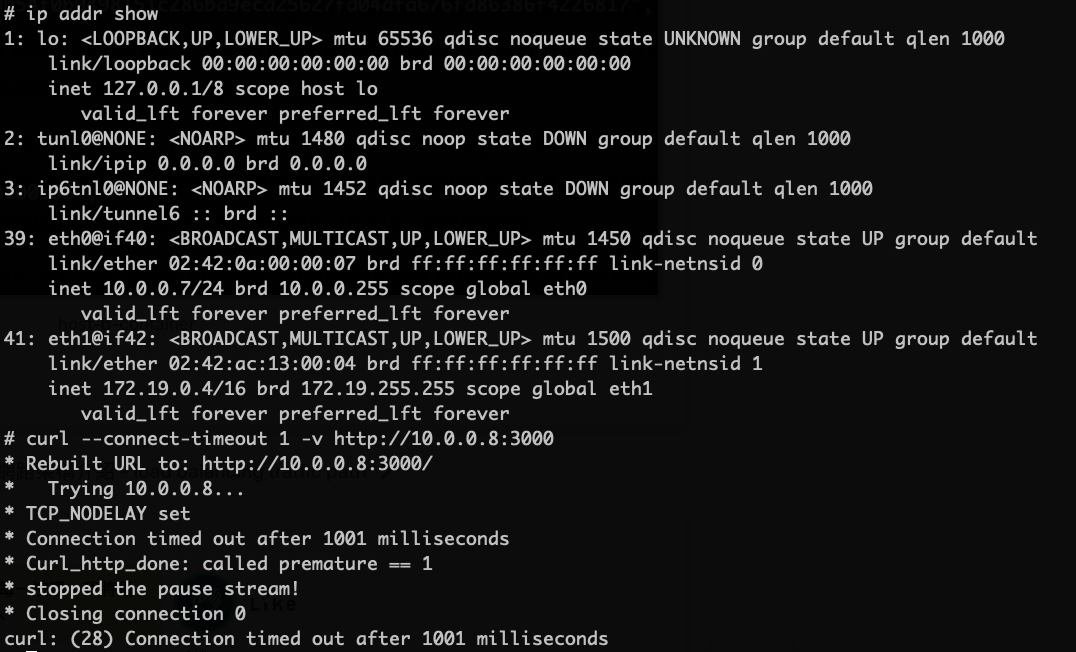 # ip addr show
1: lo: <LOOPBACK,UP,LOWER_UP> mtu 65536 qdisc noqueue state UNKNOWN group default qlen 1000
    link/loopback 00:00:00:00:00:00 brd 00:00:00:00:00:00
    inet 127.0.0.1/8 scope host lo
       valid_lft forever preferred_lft forever
2: tunl0@NONE: <NOARP> mtu 1480 qdisc noop state DOWN group default qlen 1000
    link/ipip 0.0.0.0 brd 0.0.0.0
3: ip6tnl0@NONE: <NOARP> mtu 1452 qdisc noop state DOWN group default qlen 1000
    link/tunnel6 :: brd ::
39: eth0@if40: <BROADCAST,MULTICAST,UP,LOWER_UP> mtu 1450 qdisc noqueue state UP group default
    link/ether 02:42:0a:00:00:07 brd ff:ff:ff:ff:ff:ff link-netnsid 0
    inet 10.0.0.7/24 brd 10.0.0.255 scope global eth0
       valid_lft forever preferred_lft forever
41: eth1@if42: <BROADCAST,MULTICAST,UP,LOWER_UP> mtu 1500 qdisc noqueue state UP group default
    link/ether 02:42:ac:13:00:04 brd ff:ff:ff:ff:ff:ff link-netnsid 1
    inet 172.19.0.4/16 brd 172.19.255.255 scope global eth1
       valid_lft forever preferred_lft forever
# curl --connect-timeout 1 -v http://10.0.0.8:3000
* Rebuilt URL to: http://10.0.0.8:3000/
*   Trying 10.0.0.8...
* TCP_NODELAY set
* Connection timed out after 1001 milliseconds
* Curl_http_done: called premature == 1
* stopped the pause stream!
* Closing connection 0
curl: (28) Connection timed out after 1001 milliseconds